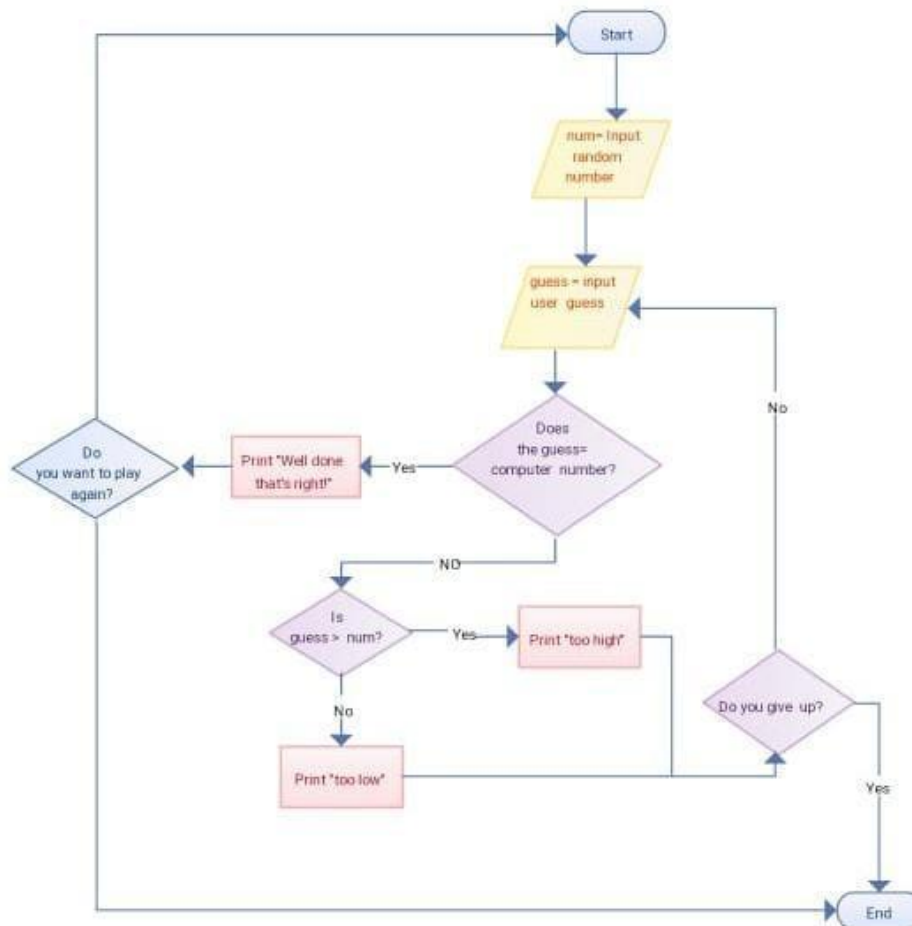 Start
num= Input
random
number
guess = input
user guess
No
Does
the guess=
computer number?
Yes
Print "Well done
that's right!"
Do
you want to play
again?
NO
Is
guess > num?
Yes
Print "too high"
No
Do you give up?
Print "too low"
Yes
End